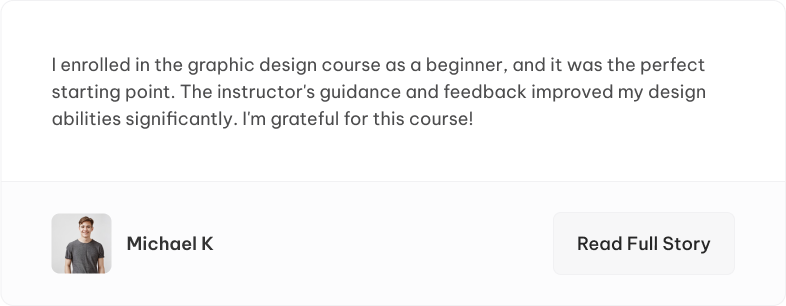 I enrolled in the graphic design course as a beginner, and it was the perfect
starting point. The instructor's guidance and feedback improved my design
abilities significantly. I'm grateful for this course!
Michael K
Read Full Story